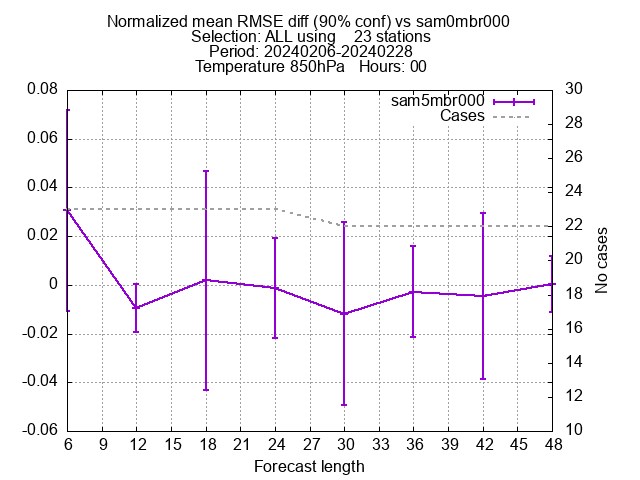 Normalized mean RMSE diff (90% conf) vs sam0mbr000
Selection: ALL using    23 stations
Period: 20240206-20240228
Temperature 850hPa   Hours: 00
sam5mbr000
Cases
0.08
0.06
0.04
0.02
0
-0.02
-0.04
-0.06
30
28
26
24
22
20
18
16
14
12
10
No cases
6 9 12 15 18 21 24 27 30 33 36 39 42 45 48
Forecast length